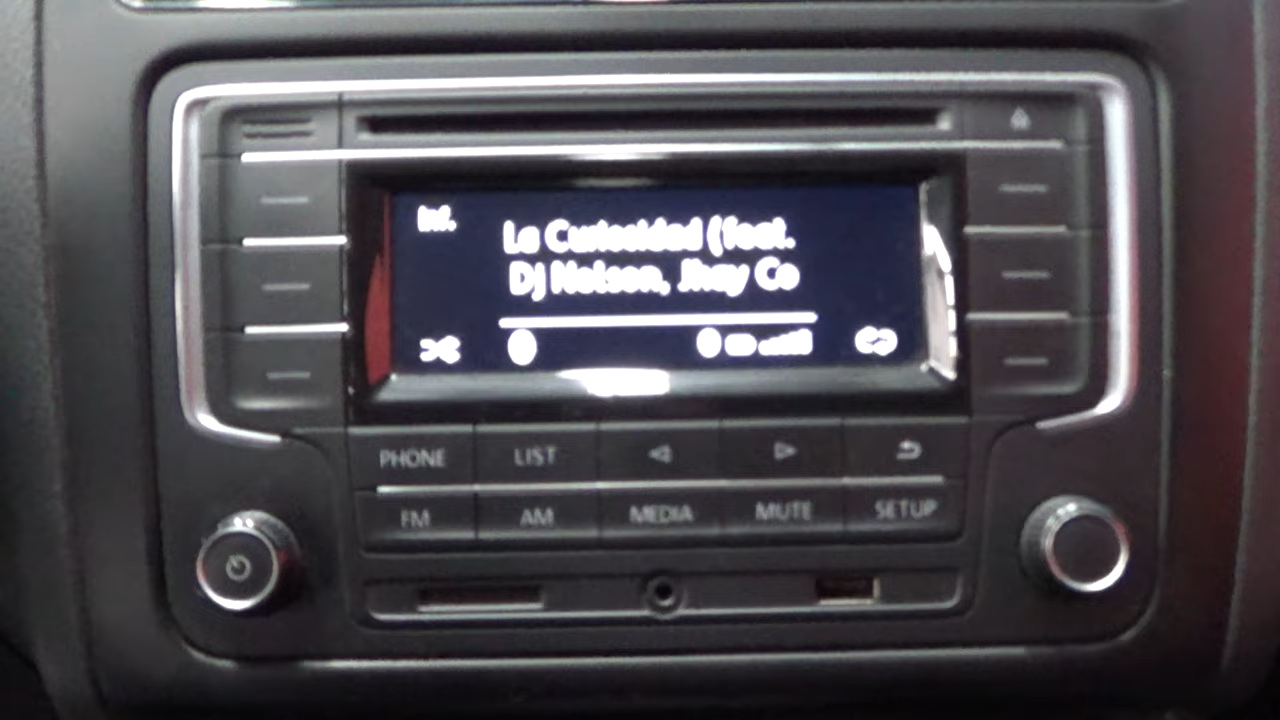 Inf.
La Curiosidad (feat.
DJ Nelson, Jhay Co
PHONE
LIST
FM
AM
MEDIA
MUTE
SETUP